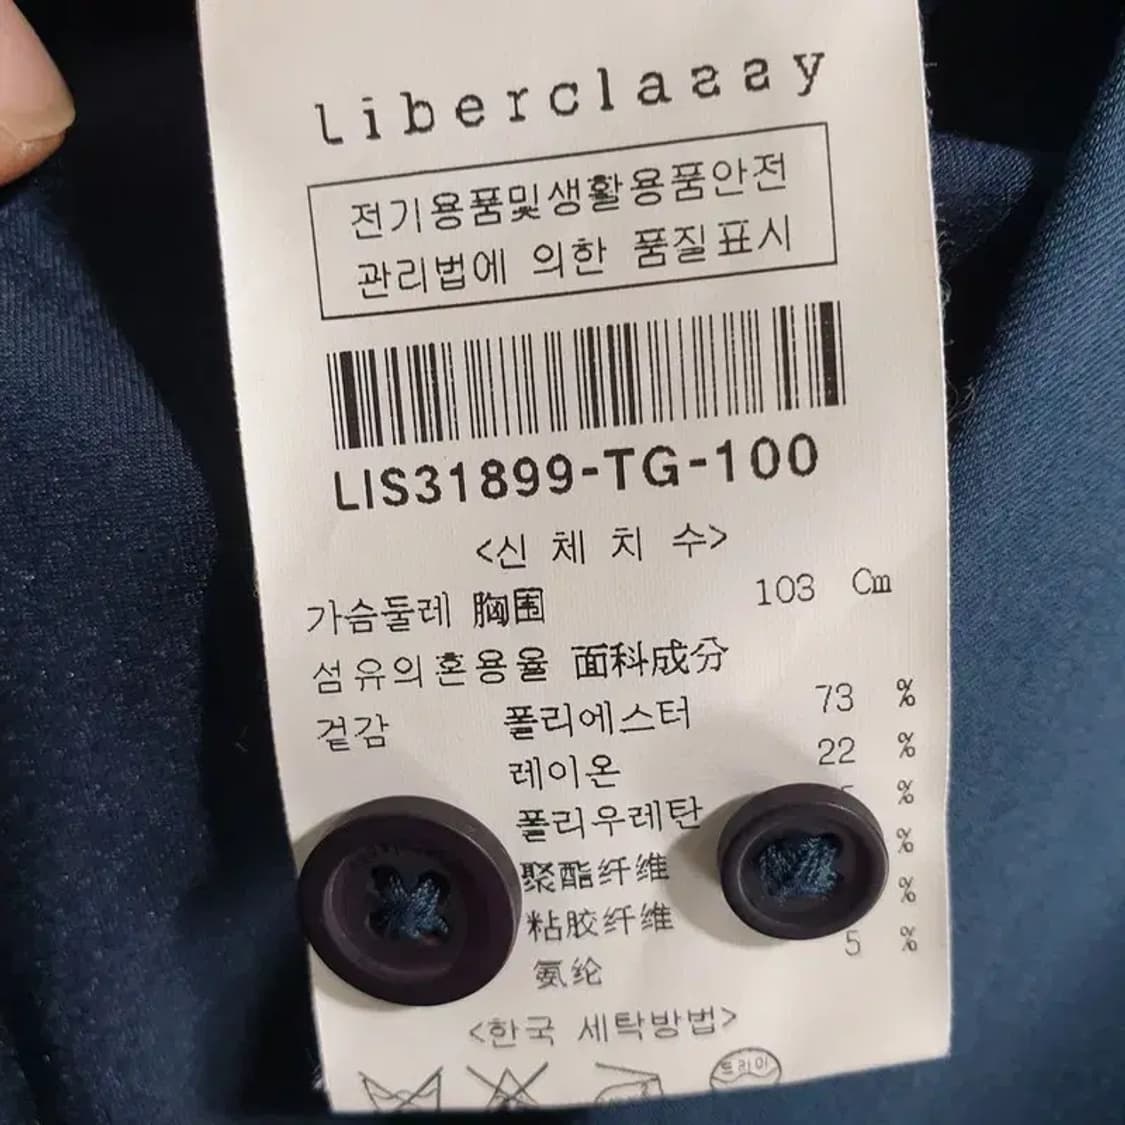 liberclassy
전기용품및생활용품안전
관리법에 의한 품질표시
LIS31899-TG-100
<신 체 치 수>
가슴둘레 胸围 103 Cm
섬유의혼용율 面料成分
겉감 폴리에스터 73 %
레이온 22 %
폴리우레탄 %
聚酯纤维 %
粘胶纤维 %
氨纶 5 %
<한국 세탁방법>
드라이